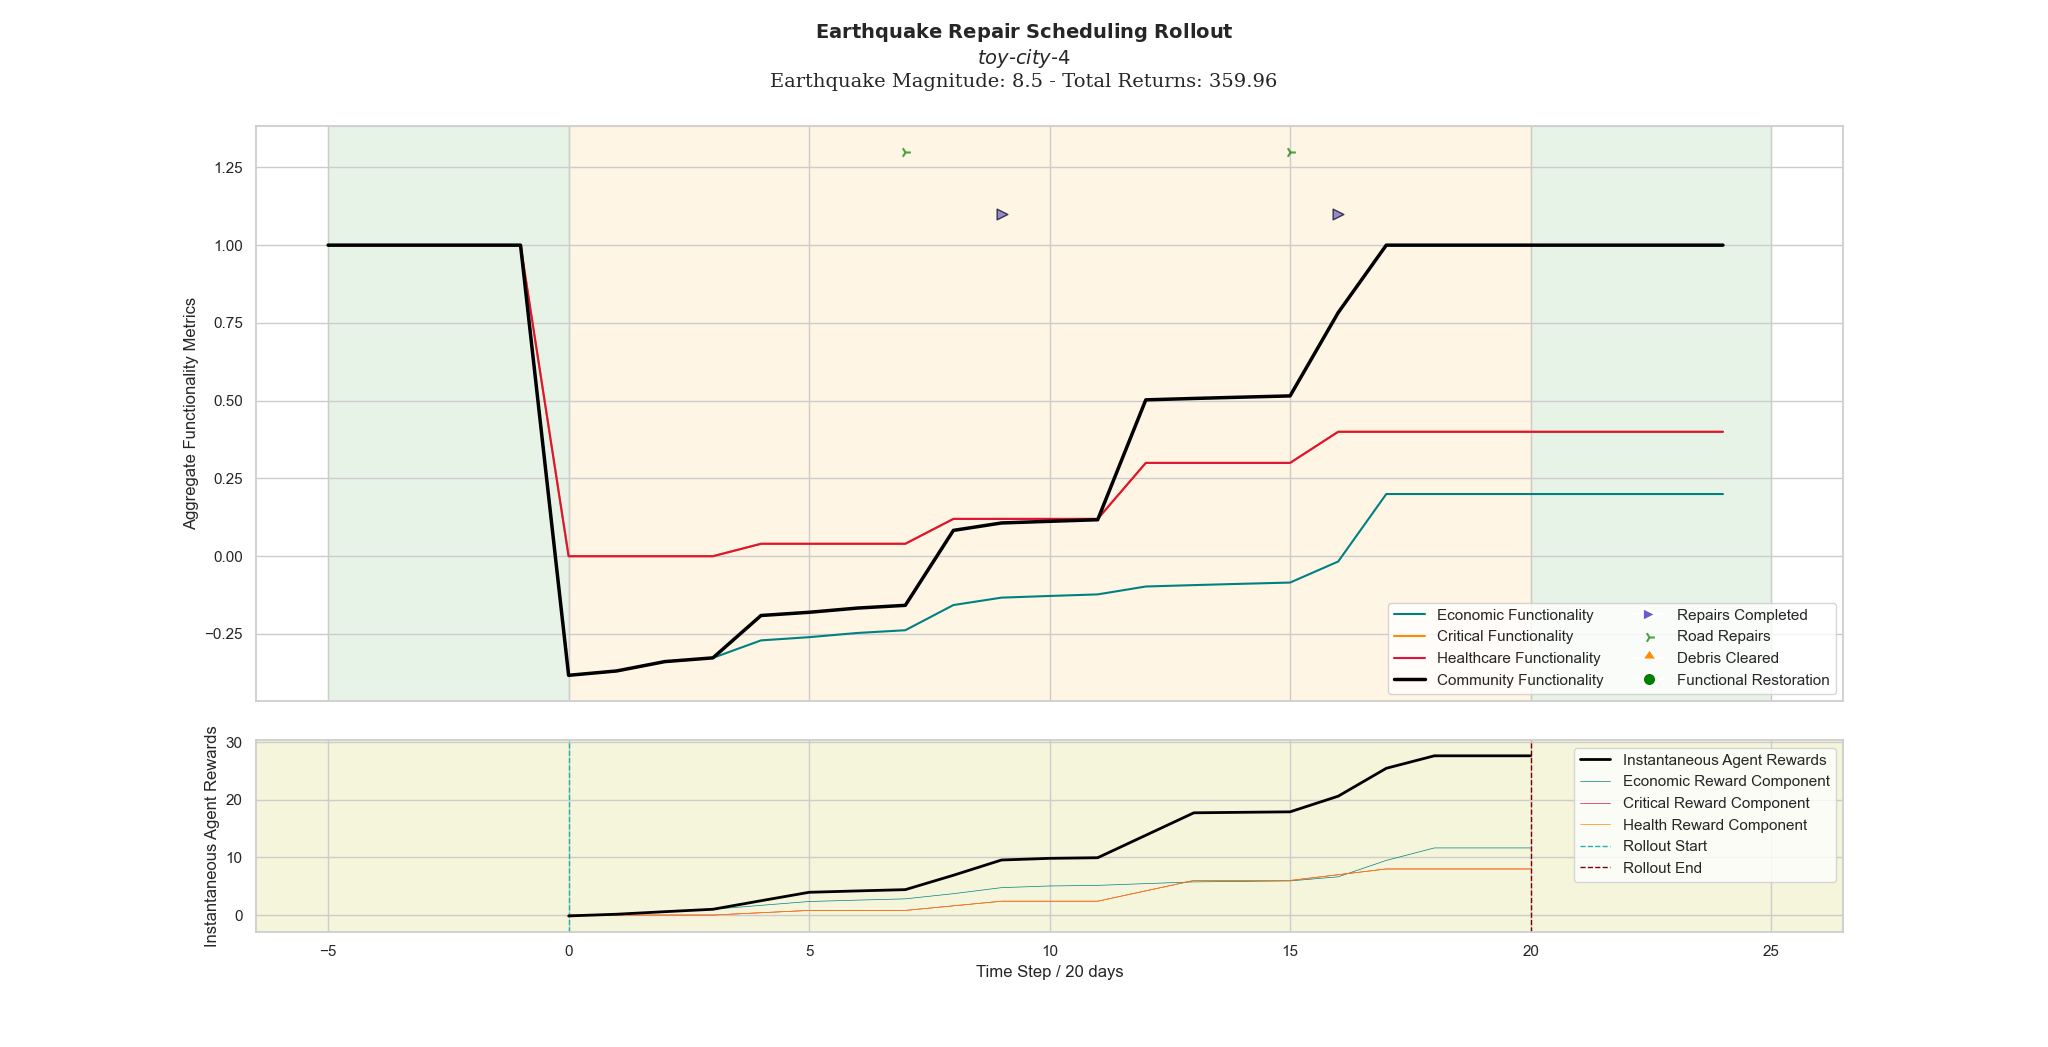 Earthquake Repair Scheduling Rollout
toy-city-4
Earthquake Magnitude: 8.5 - Total Returns: 359.96
Aggregate Functionality Metrics
1.25
1.00
0.75
0.50
0.25
0.00
−0.25
Economic Functionality
Critical Functionality
Healthcare Functionality
Community Functionality
Repairs Completed
Road Repairs
Debris Cleared
Functional Restoration
Instantaneous Agent Rewards
30
20
10
0
Instantaneous Agent Rewards
Economic Reward Component
Critical Reward Component
Health Reward Component
Rollout Start
Rollout End
−5 0 5 10 15 20 25
Time Step / 20 days